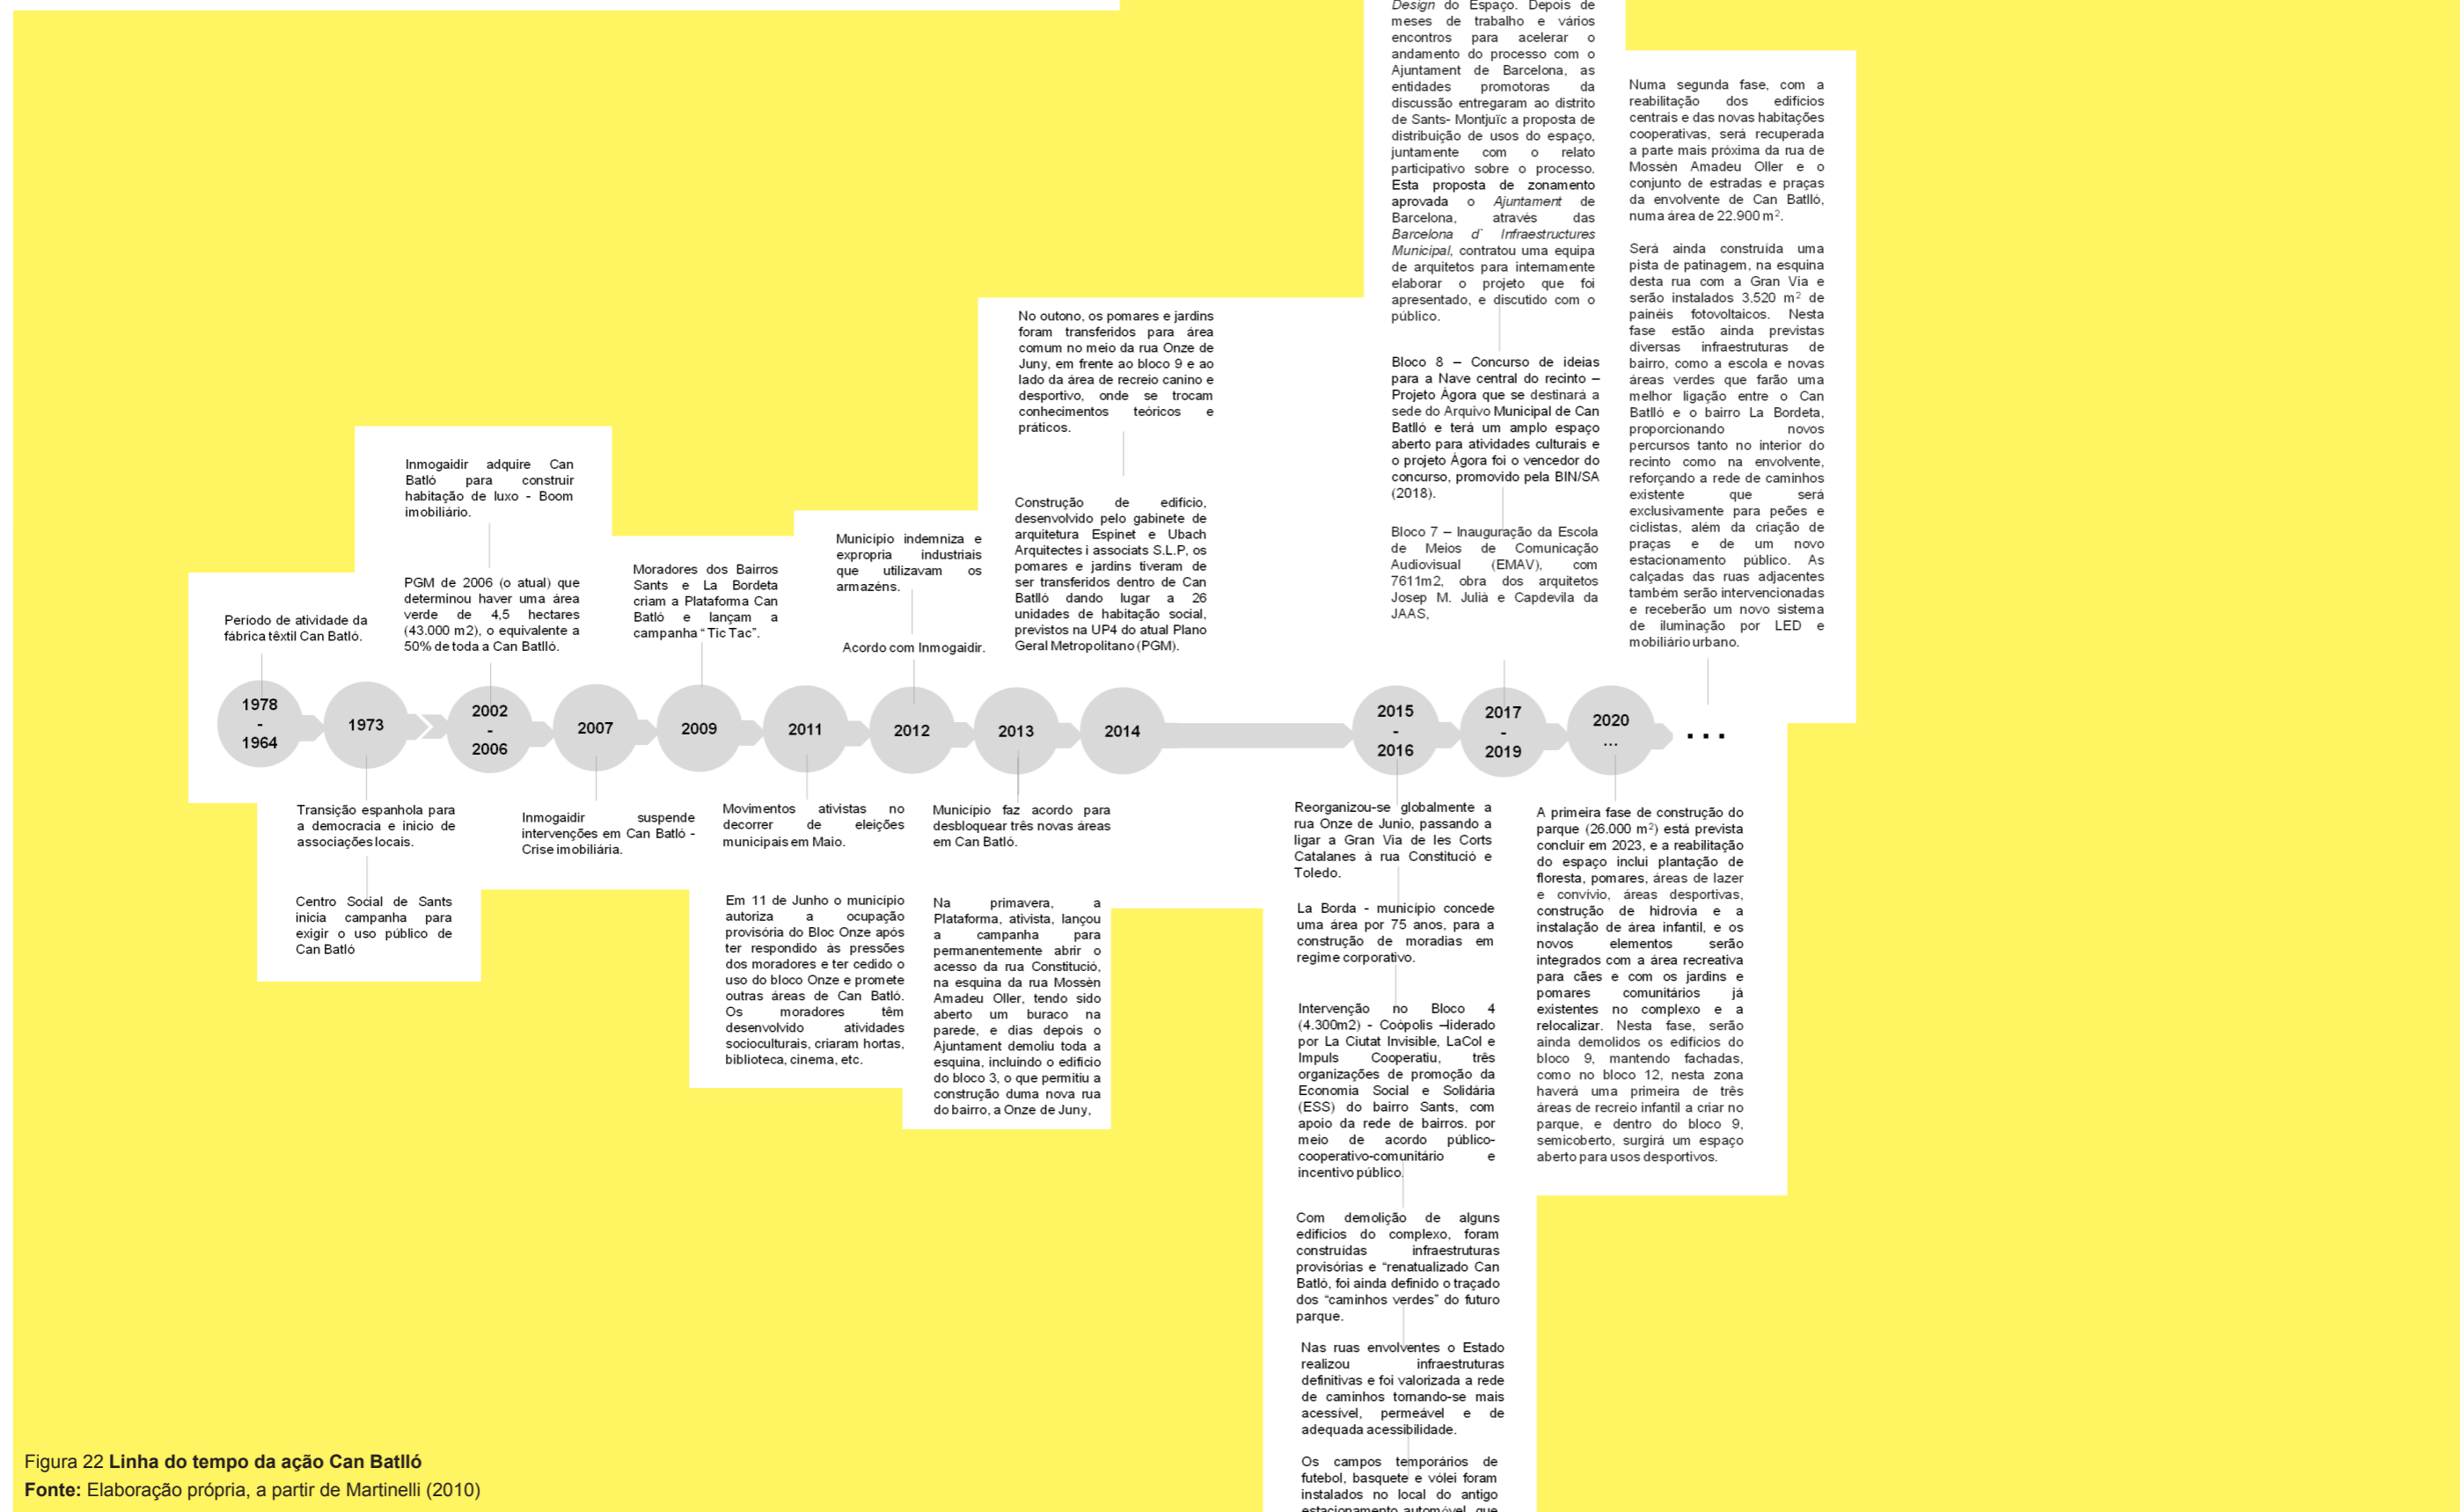 Design do Espaço. Depois de
meses de trabalho e vários
encontros para acelerar o
andamento do processo com o
Ajuntament de Barcelona, as
entidades promotoras da
discussão entregaram ao distrito
de Sants- Montjuïc a proposta de
distribuição de usos do espaço,
juntamente com o relato
participativo sobre o processo.
Esta proposta de zonamento
aprovada o Ajuntament de
Barcelona, através das
Barcelona d` Infraestructures
Municipal, contratou uma equipa
de arquitetos para internamente
elaborar o projeto que foi
apresentado, e discutido com o
público.
Bloco 8 – Concurso de ideias
para a Nave central do recinto –
Projeto Àgora que se destinará a
sede do Arquivo Municipal de Can
Batlló e terá um amplo espaço
aberto para atividades culturais e
o projeto Àgora foi o vencedor do
concurso, promovido pela BIN/SA
(2018).
Bloco 7 – Inauguração da Escola
de Meios de Comunicação
Audiovisual (EMAV), com
7611m2, obra dos arquitetos
Josep M. Julià e Capdevila da
JAAS,
Numa segunda fase, com a
reabilitação dos edifícios
centrais e das novas habitações
cooperativas, será recuperada
a parte mais próxima da rua de
Mossèn Amadeu Oller e o
conjunto de estradas e praças
da envolvente de Can Batlló,
numa área de 22.900 m².
Será ainda construída uma
pista de patinagem, na esquina
desta rua com a Gran Via e
serão instalados 3.520 m² de
painéis fotovoltaicos. Nesta
fase estão ainda previstas
diversas infraestruturas de
bairro, como a escola e novas
áreas verdes que farão uma
melhor ligação entre o Can
Batlló e o bairro La Bordeta,
proporcionando novos
percursos tanto no interior do
recinto como na envolvente,
reforçando a rede de caminhos
existente que será
exclusivamente para peões e
ciclistas, além da criação de
praças e de um novo
estacionamento público. As
calçadas das ruas adjacentes
também serão intervencionadas
e receberão um novo sistema
de iluminação por LED e
mobiliário urbano.
No outono, os pomares e jardins
foram transferidos para área
comum no meio da rua Onze de
Juny, em frente ao bloco 9 e ao
lado da área de recreio canino e
desportivo, onde se trocam
conhecimentos teóricos e
práticos.
Construção de edifício,
desenvolvido pelo gabinete de
arquitetura Espinet e Ubach
Arquitectes i associats S.L.P, os
pomares e jardins tiveram de
ser transferidos dentro de Can
Batlló dando lugar a 26
unidades de habitação social,
previstos na UP4 do atual Plano
Geral Metropolitano (PGM).
Inmogaidir adquire Can
Batló para construir
habitação de luxo - Boom
imobiliário.
PGM de 2006 (o atual) que
determinou haver uma área
verde de 4,5 hectares
(43.000 m2), o equivalente a
50% de toda a Can Batlló.
Município indemniza e
expropria industriais
que utilizavam os
armazéns.
Acordo com Inmogaidir.
Moradores dos Bairros
Sants e La Bordeta
criam a Plataforma Can
Batló e lançam a
campanha “ Tic Tac”.
Período de atividade da
fábrica têxtil Can Batló.
1978
-
1964
1973
2002
-
2006
2007
2009
2011
2012
2013
2014
2015
-
2016
2017
-
2019
2020
...
...
Transição espanhola para
a democracia e inicio de
associações locais.
Centro Social de Sants
inicia campanha para
exigir o uso público de
Can Batló
Inmogaidir suspende
intervenções em Can Batló -
Crise imobiliária.
Movimentos ativistas no
decorrer de eleições
municipais em Maio.
Em 11 de Junho o município
autoriza a ocupação
provisória do Bloc Onze após
ter respondido às pressões
dos moradores e ter cedido o
uso do bloco Onze e promete
outras áreas de Can Batló.
Os moradores têm
desenvolvido atividades
socioculturais, criaram hortas,
biblioteca, cinema, etc.
Município faz acordo para
desbloquear três novas áreas
em Can Batló.
Na primavera, a
Plataforma, ativista, lançou
a campanha para
permanentemente abrir o
acesso da rua Constitució,
na esquina da rua Mossèn
Amadeu Oller, tendo sido
aberto um buraco na
parede, e dias depois o
Ajuntament demoliu toda a
esquina, incluindo o edifício
do bloco 3, o que permitiu a
construção duma nova rua
do bairro, a Onze de Juny,
Reorganizou-se globalmente a
rua Onze de Junio, passando a
ligar a Gran Via de les Corts
Catalanes à rua Constitució e
Toledo.
La Borda - município concede
uma área por 75 anos, para a
construção de moradias em
regime corporativo.
Intervenção no Bloco 4
(4.300m2) - Coòpolis –liderado
por La Ciutat Invisible, LaCol e
Impuls Cooperatiu, três
organizações de promoção da
Economia Social e Solidária
(ESS) do bairro Sants, com
apoio da rede de bairros. por
meio de acordo público-
cooperativo-comunitário e
incentivo público.
Com demolição de alguns
edifícios do complexo, foram
construídas infraestruturas
provisórias e “renatualizado Can
Batló, foi ainda definido o traçado
dos “caminhos verdes” do futuro
parque.
Nas ruas envolventes o Estado
realizou infraestruturas
definitivas e foi valorizada a rede
de caminhos tornando-se mais
acessível, permeável e de
adequada acessibilidade.
Os campos temporários de
futebol, basquete e vólei foram
instalados no local do antigo
estacionamento automóvel, que
A primeira fase de construção do
parque (26.000 m²) está prevista
concluir em 2023, e a reabilitação
do espaço inclui plantação de
floresta, pomares, áreas de lazer
e convívio, áreas desportivas,
construção de hidrovia e a
instalação de área infantil, e os
novos elementos serão
integrados com a área recreativa
para cães e com os jardins e
pomares comunitários já
existentes no complexo e a
relocalizar. Nesta fase, serão
ainda demolidos os edifícios do
bloco 9, mantendo fachadas,
como no bloco 12, nesta zona
haverá uma primeira de três
áreas de recreio infantil a criar no
parque, e dentro do bloco 9,
semicoberto, surgirá um espaço
aberto para usos desportivos.
Figura 22 Linha do tempo da ação Can Batlló
Fonte: Elaboração própria, a partir de Martinelli (2010)